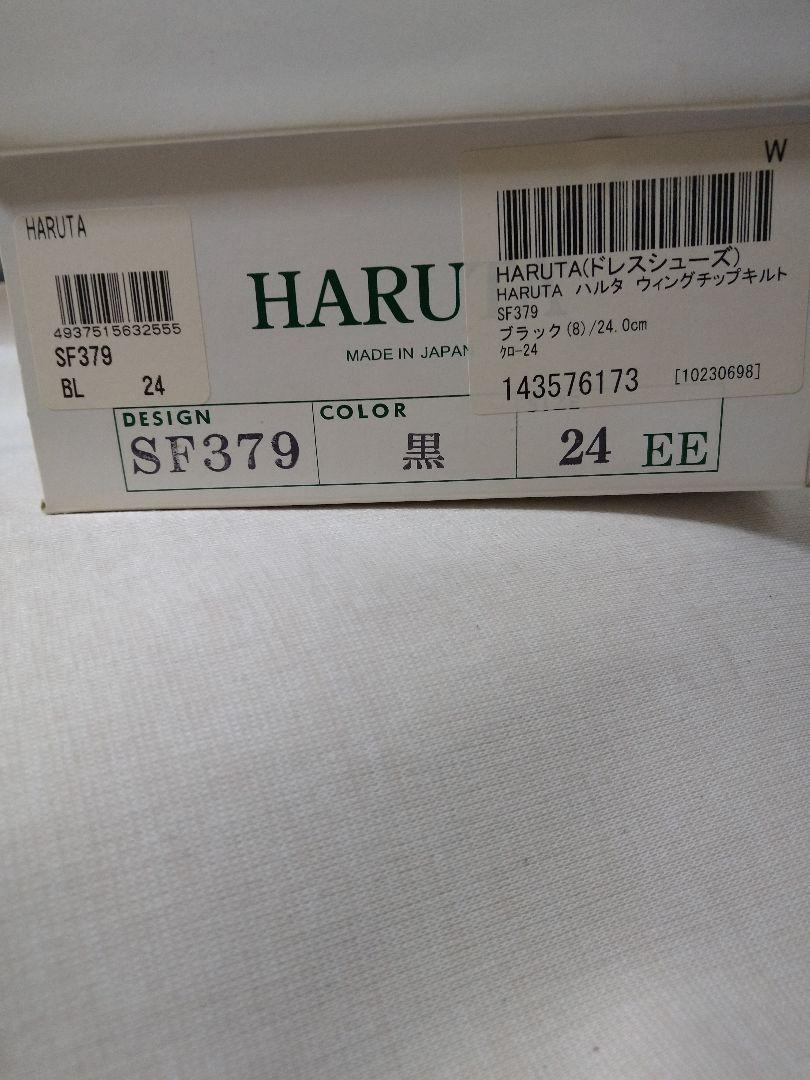 HARUTA
4937515632555
SF379
BL 24
HARU
MADE IN JAPAN
W
HARUTA(ドレスシューズ)
HARUTA ハルタ ウィングチップキルト
SF379
ブラック(8)/24.0cm
ｸﾛ-24
143576173 [10230698]
DESIGN COLOR
SF379 黒 24 EE